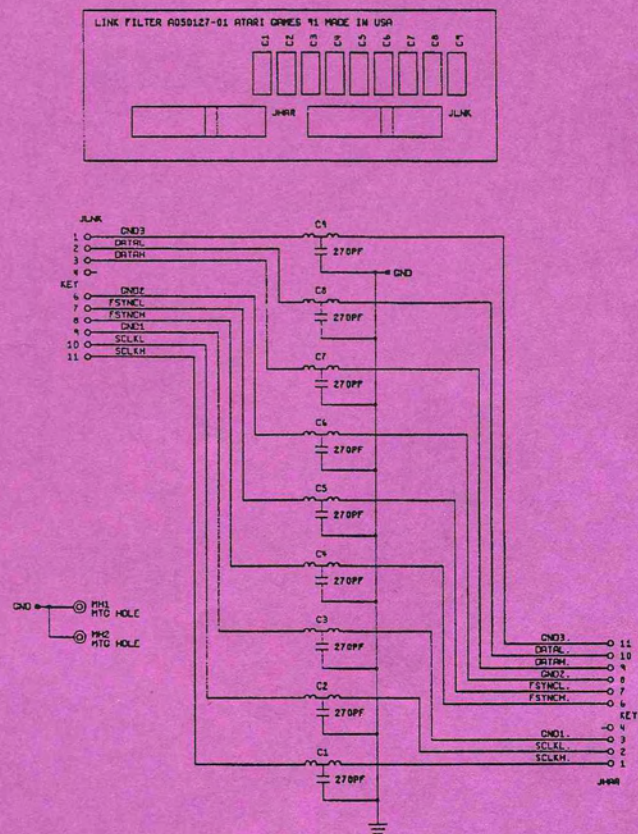 LINK FILTER A050127-01 ATARI GAMES 91 MADE IN USA
C1 C2 C3 C4 C5 C6 C7 C8 C9
JHAR
JLNK
JLNK
1 GND3
2 DATAL
3 DATAH
4
KEY
6 GND2
7 FSYNCL
8 FSYNCH
9 GND1
10 SCLKL
11 SCLKH
C9
270PF
GND
C8
270PF
C7
270PF
C6
270PF
C5
270PF
C4
270PF
C3
270PF
C2
270PF
C1
270PF
GND
MH1
MTG HOLE
MH2
MTG HOLE
GND3. 11
DATAL. 10
DATAH. 9
GND2. 8
FSYNCL. 7
FSYNCH. 6
KEY
4
GND1. 3
SCLKL. 2
SCLKH. 1
JHAR